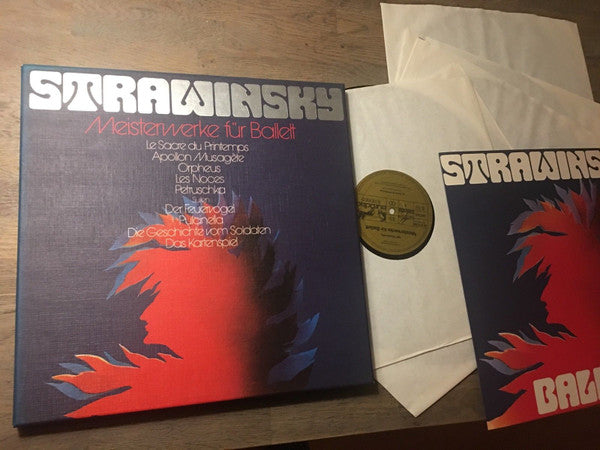 STRAWINSKY
Meisterwerke für Ballett
Le Sacre du Printemps
Apollon Musagète
Orpheus
Les Noces
Petruschka
Der Feuervogel
Pulcinella
Die Geschichte vom Soldaten
Das Kartenspiel
STRAWINS
BALL